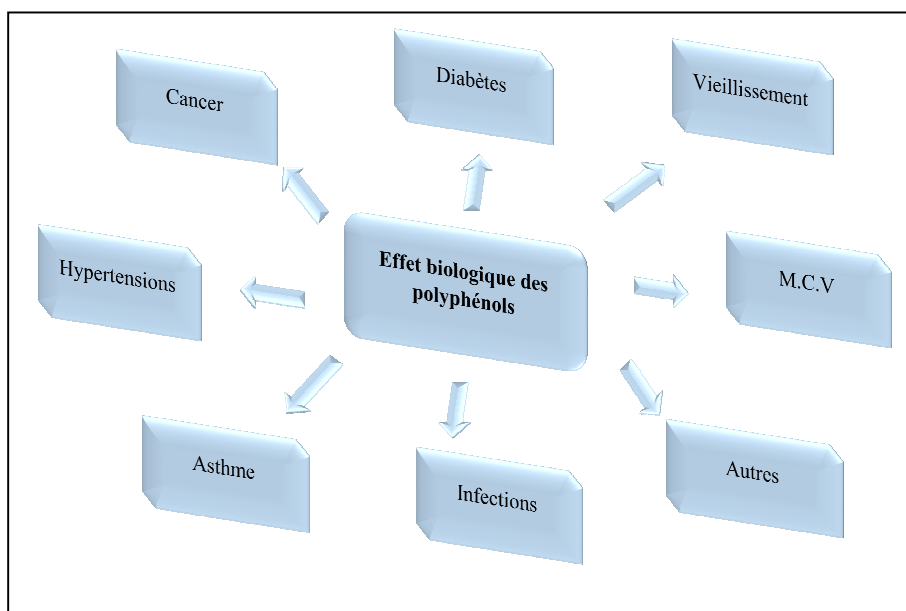 Cancer
Diabètes
Vieillissement
Hypertensions
Effet biologique des
polyphénols
M.C.V
Asthme
Infections
Autres